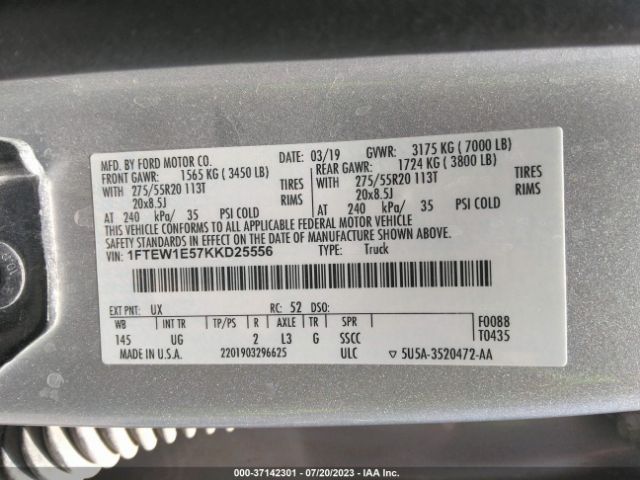 MFD. BY FORD MOTOR CO.
DATE: 03/19 GVWR: 3175 KG ( 7000 LB)
FRONT GAWR: 1565 KG ( 3450 LB) REAR GAWR: 1724 KG ( 3800 LB)
WITH 275/55R20 113T TIRES WITH 275/55R20 113T TIRES
20x8.5J RIMS 20x8.5J RIMS
AT 240 kPa/ 35 PSI COLD AT 240 kPa/ 35 PSI COLD
THIS VEHICLE CONFORMS TO ALL APPLICABLE FEDERAL MOTOR VEHICLE
SAFETY STANDARDS IN EFFECT ON THE DATE OF MANUFACTURE SHOWN ABOVE.
VIN: 1FTEW1E57KKD25556 TYPE: Truck
EXT PNT: UX RC: 52 DSO:
WB INT TR TP/PS R AXLE TR SPR F0088
145 UG 2 L3 G SSCC T0435
MADE IN U.S.A. 2201903296625 ULC ▽ 5U5A-3520472-AA
000-37142301 - 07/20/2023 - IAA Inc.